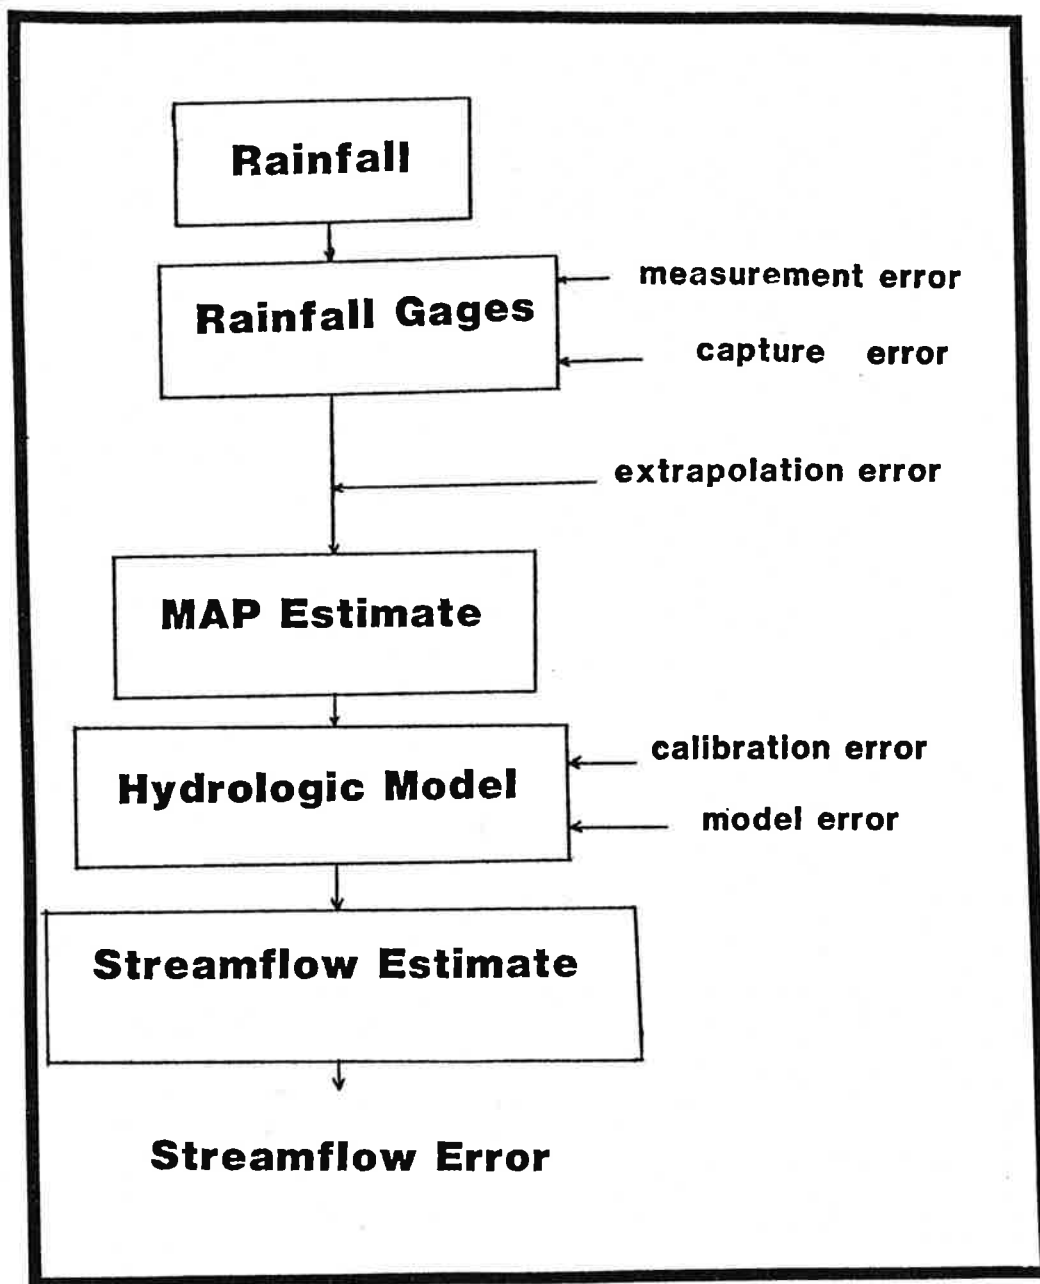 Rainfall
Rainfall Gages
measurement error
capture error
extrapolation error
MAP Estimate
Hydrologic Model
calibration error
model error
Streamflow Estimate
Streamflow Error